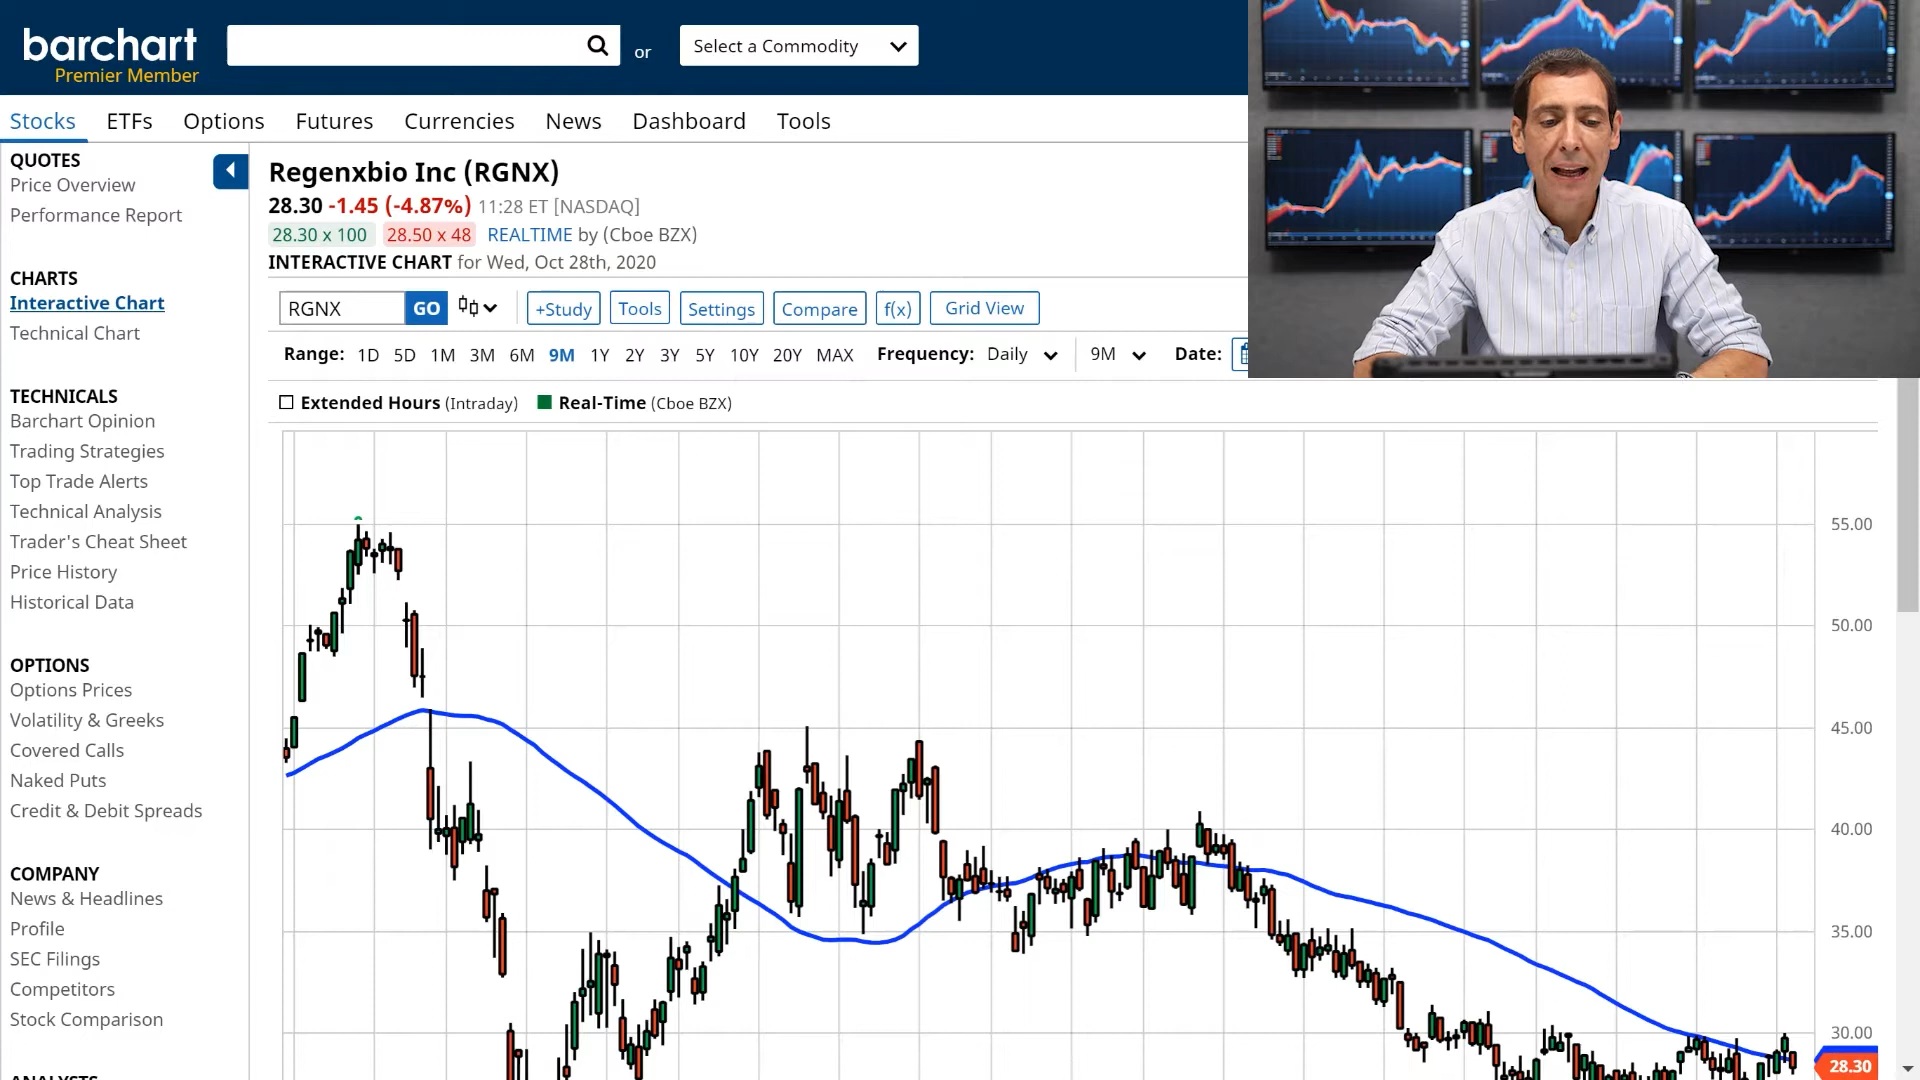 barchart
Premier Member
or
Select a Commodity
Stocks ETFs Options Futures Currencies News Dashboard Tools
QUOTES
Price Overview
Performance Report
CHARTS
Interactive Chart
Technical Chart
TECHNICALS
Barchart Opinion
Trading Strategies
Top Trade Alerts
Technical Analysis
Trader's Cheat Sheet
Price History
Historical Data
OPTIONS
Options Prices
Volatility & Greeks
Covered Calls
Naked Puts
Credit & Debit Spreads
COMPANY
News & Headlines
Profile
SEC Filings
Competitors
Stock Comparison
ANALYSTS
Regenxbio Inc (RGNX)
28.30 -1.45 (-4.87%) 11:28 ET [NASDAQ]
28.30 x 100 28.50 x 48 REALTIME by (Cboe BZX)
INTERACTIVE CHART for Wed, Oct 28th, 2020
RGNX GO +Study Tools Settings Compare f(x) Grid View
Range: 1D 5D 1M 3M 6M 9M 1Y 2Y 3Y 5Y 10Y 20Y MAX Frequency: Daily 9M Date:
Extended Hours (Intraday) Real-Time (Cboe BZX)
55.00
50.00
45.00
40.00
35.00
30.00
28.30